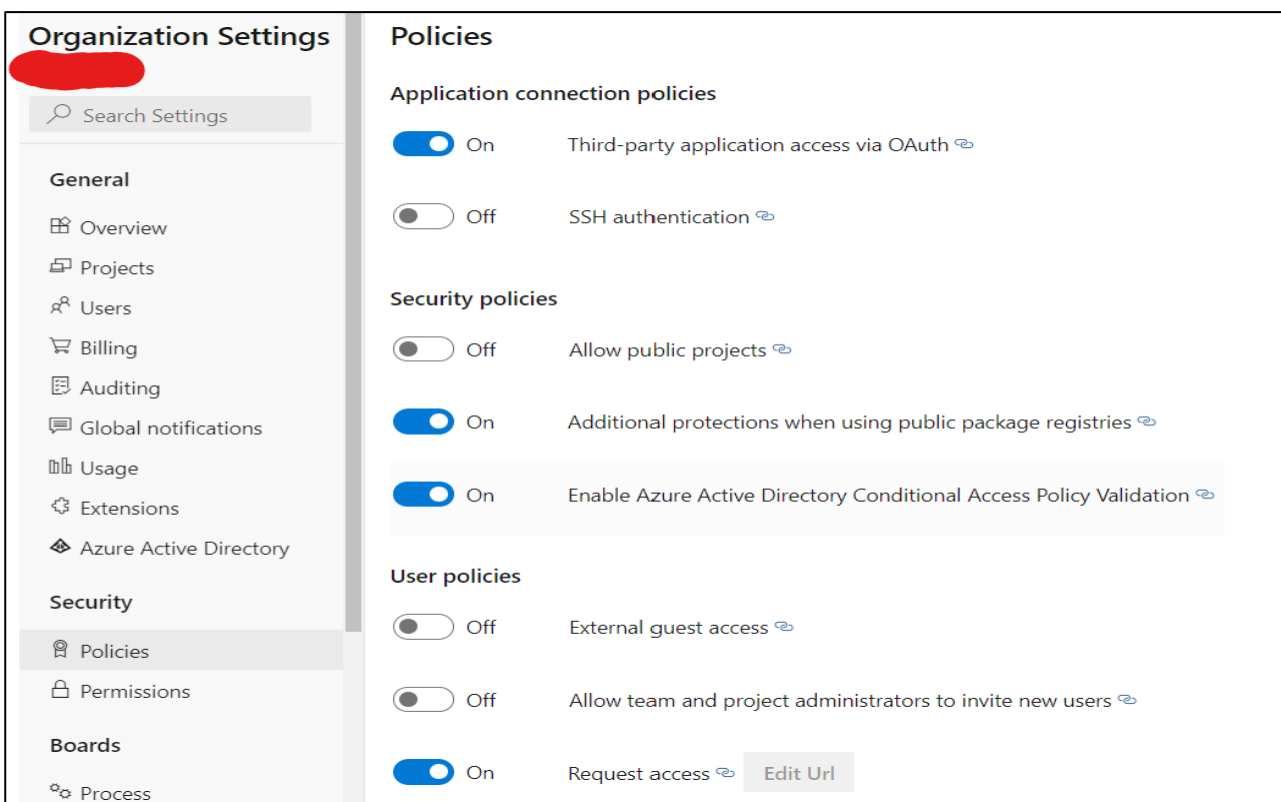 Organization Settings
Search Settings
General
Overview
Projects
Users
Billing
Auditing
Global notifications
Usage
Extensions
Azure Active Directory
Security
Policies
Permissions
Boards
Process
Policies
Application connection policies
On Third-party application access via OAuth
Off SSH authentication
Security policies
Off Allow public projects
On Additional protections when using public package registries
On Enable Azure Active Directory Conditional Access Policy Validation
User policies
Off External guest access
Off Allow team and project administrators to invite new users
On Request access Edit Url